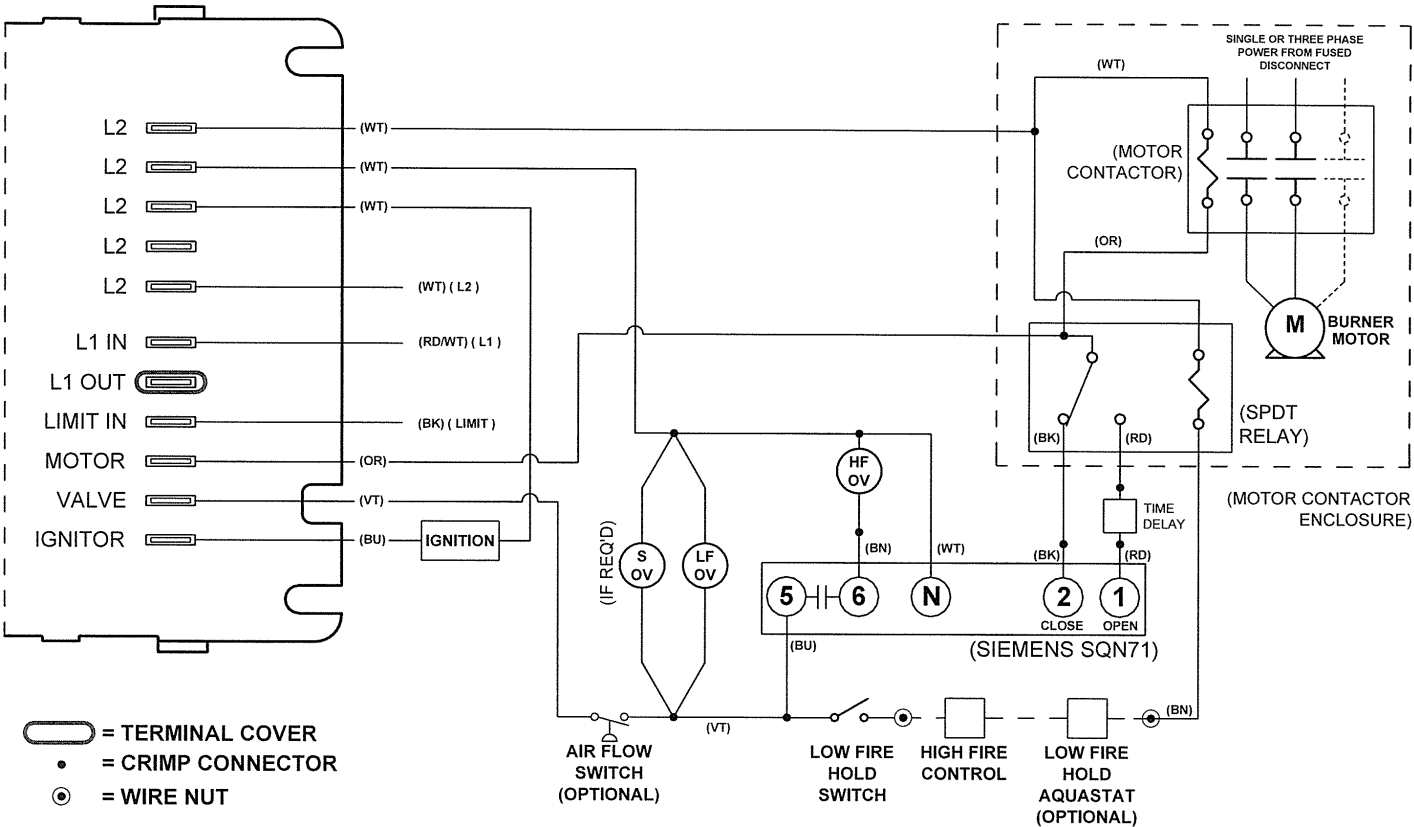 SINGLE OR THREE PHASE
POWER FROM FUSED
DISCONNECT
(WT)
L2
(WT)
(MOTOR
CONTACTOR)
L2
(WT)
L2
(WT)
L2
(OR)
L2
(WT) ( L2 )
M
BURNER
MOTOR
L1 IN
(RD/WT) ( L1 )
L1 OUT
LIMIT IN
(BK) ( LIMIT )
(SPDT
RELAY)
(BK)
(RD)
MOTOR
(OR)
HF
OV
VALVE
(VT)
(MOTOR CONTACTOR
ENCLOSURE)
TIME
DELAY
IGNITOR
(BU)
IGNITION
(IF REQ'D)
S
OV
LF
OV
(BN)
(WT)
(BK)
(RD)
5
6
N
2
1
CLOSE
OPEN
(BU)
(SIEMENS SQN71)
(VT)
(BN)
= TERMINAL COVER
= CRIMP CONNECTOR
= WIRE NUT
AIR FLOW
SWITCH
(OPTIONAL)
LOW FIRE
HOLD
SWITCH
HIGH FIRE
CONTROL
LOW FIRE
HOLD
AQUASTAT
(OPTIONAL)